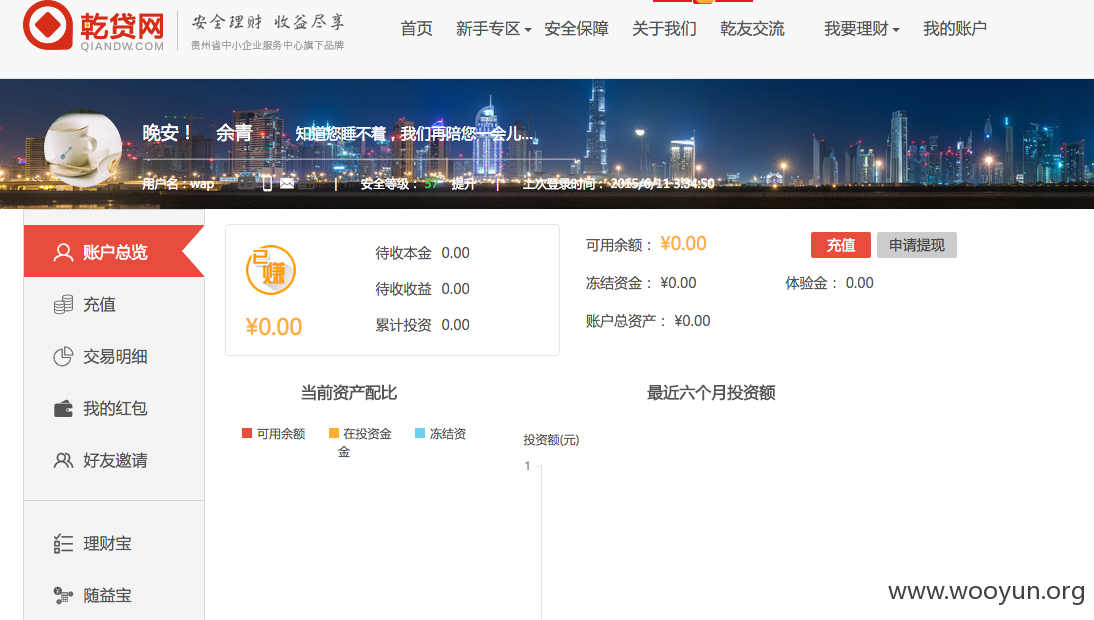 乾贷网
QIANDW.COM
安全理财 收益尽享
贵州省中小企业服务中心旗下品牌
首页 新手专区 安全保障 关于我们 乾友交流 我要理财 我的账户
晚安！ 余青 知道您睡不着，我们再陪您一会儿...
用户名：wap 安全等级：57 提升 上次登录时间：2015/6/11 3:34:50
账户总览
充值
交易明细
我的红包
好友邀请
理财宝
随益宝
已赚
¥0.00
待收本金 0.00
待收收益 0.00
累计投资 0.00
可用余额： ¥0.00 充值 申请提现
冻结资金： ¥0.00 体验金： 0.00
账户总资产： ¥0.00
当前资产配比
可用余额 在投资金 冻结资
金
最近六个月投资额
投资额(元)
1
www.wooyun.org